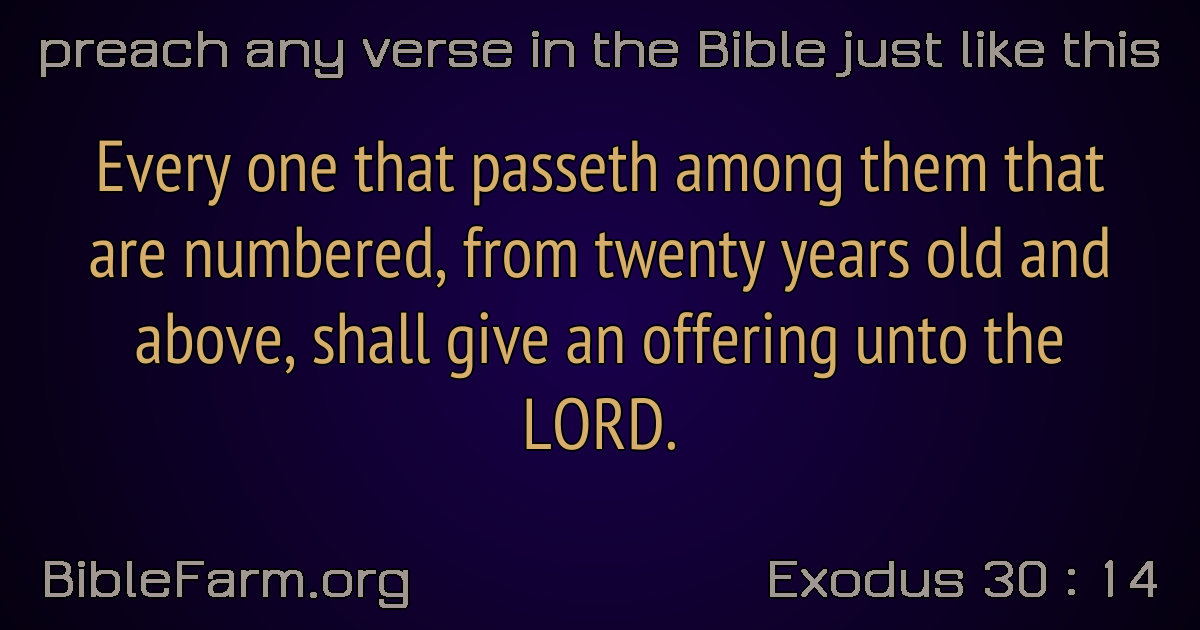 preach any verse in the Bible just like this
Every one that passeth among them that
are numbered, from twenty years old and
above, shall give an offering unto the
LORD.
BibleFarm.org
Exodus 30 : 14